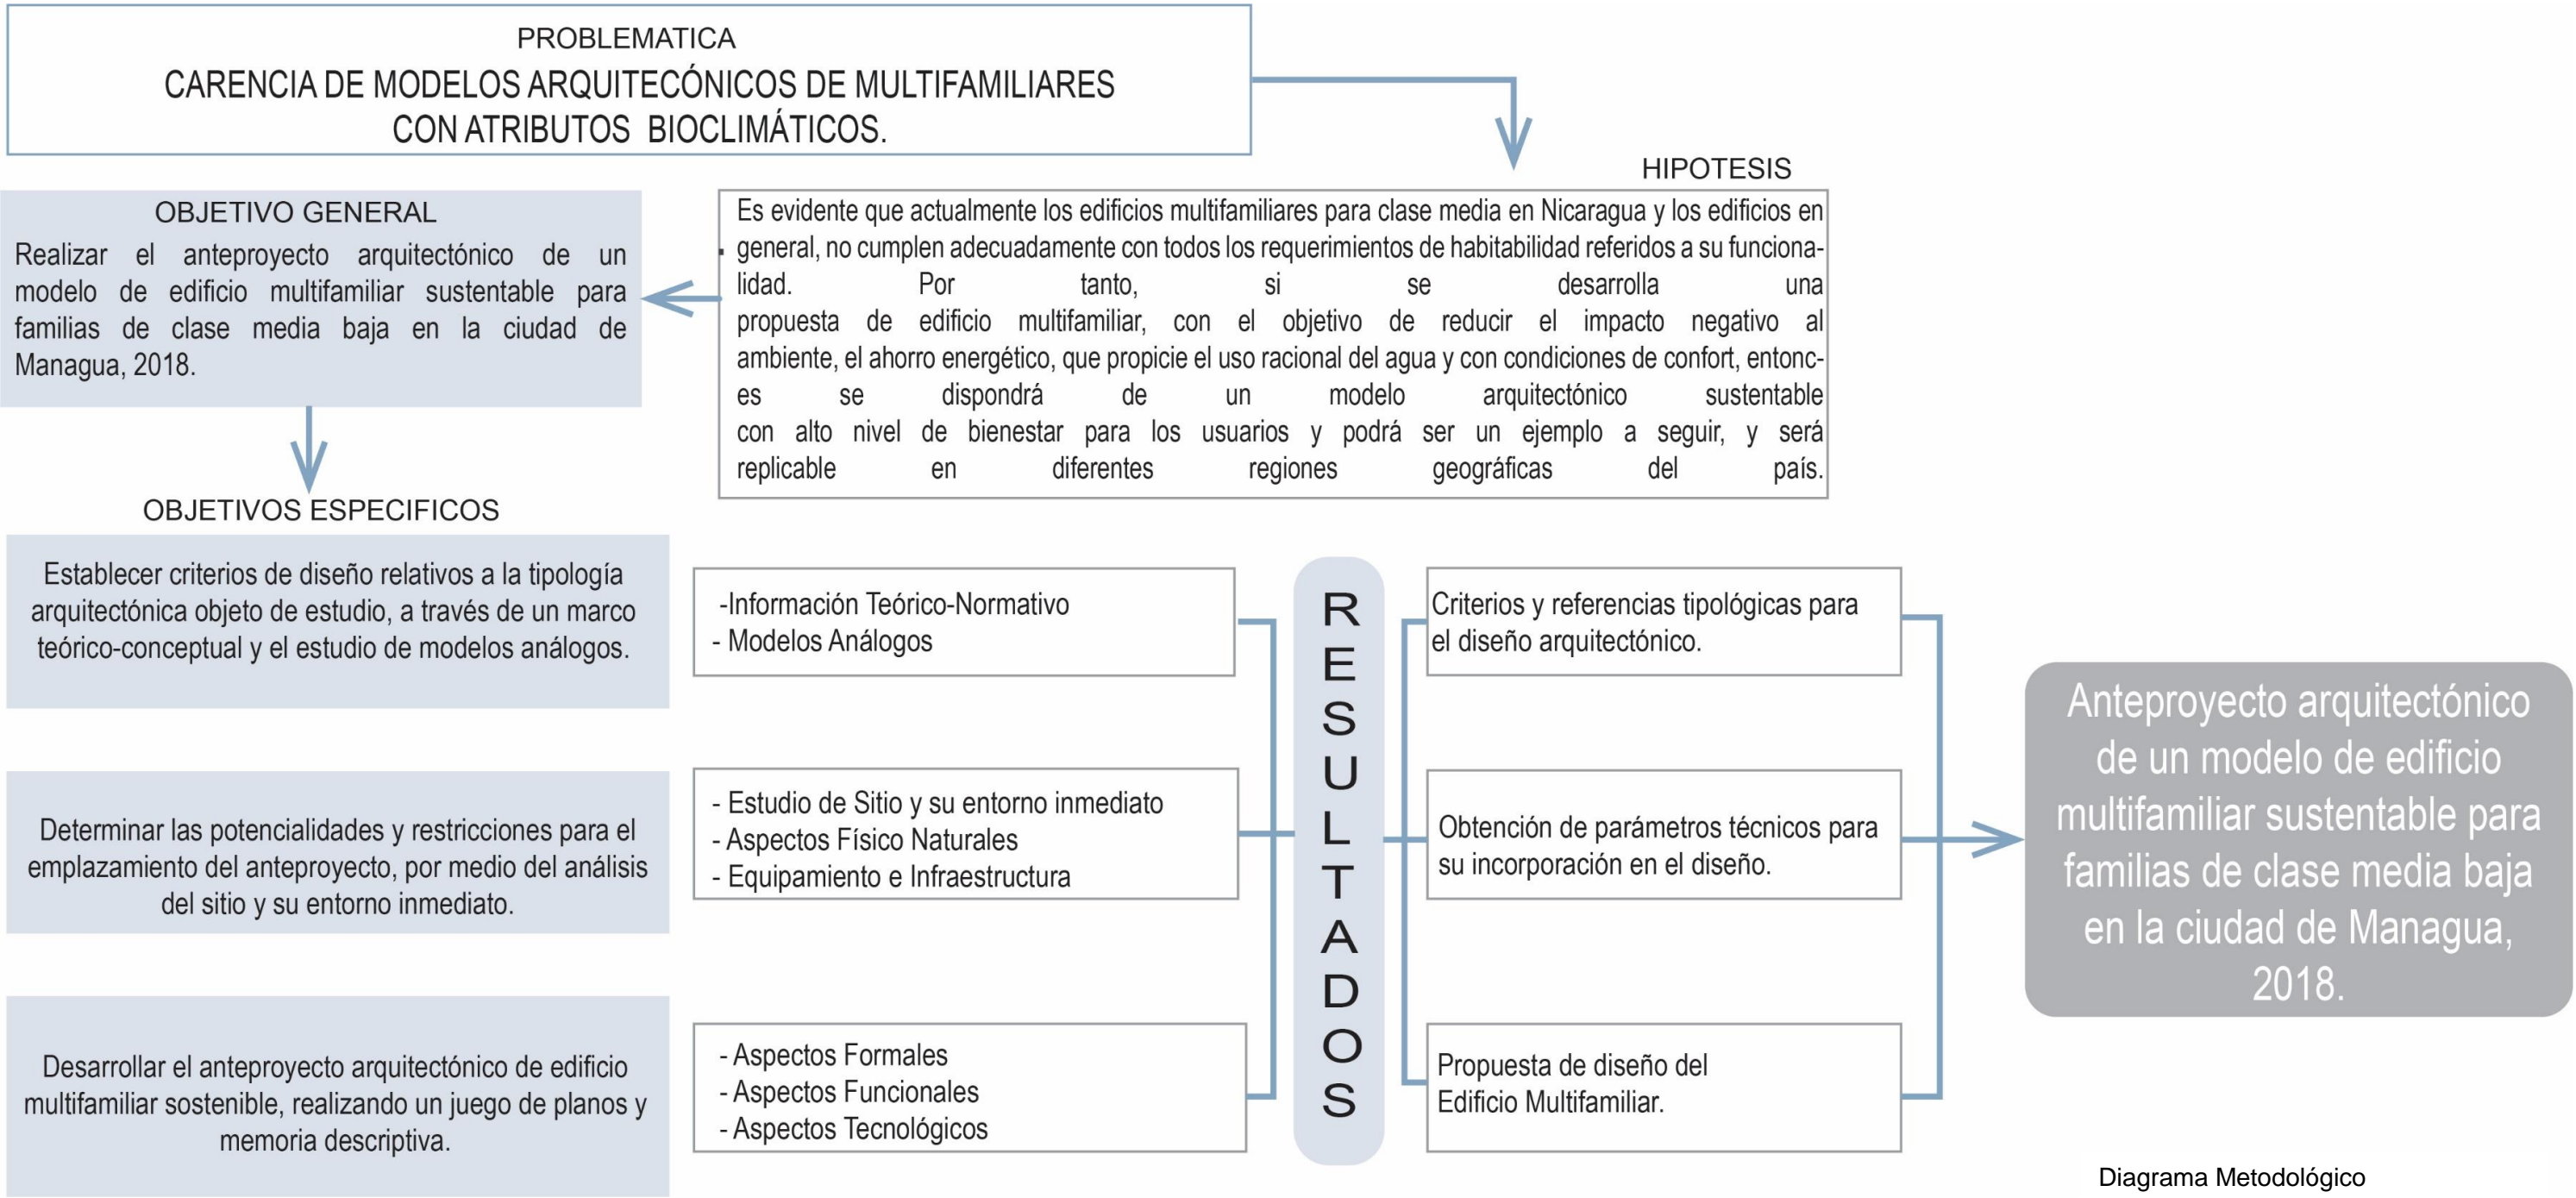 PROBLEMATICA
CARENCIA DE MODELOS ARQUITECÓNICOS DE MULTIFAMILIARES
CON ATRIBUTOS BIOCLIMÁTICOS.
HIPOTESIS
Es evidente que actualmente los edificios multifamiliares para clase media en Nicaragua y los edificios en
general, no cumplen adecuadamente con todos los requerimientos de habitabilidad referidos a su funciona-
lidad. Por tanto, si se desarrolla una
propuesta de edificio multifamiliar, con el objetivo de reducir el impacto negativo al
ambiente, el ahorro energético, que propicie el uso racional del agua y con condiciones de confort, entonc-
es se dispondrá de un modelo arquitectónico sustentable
con alto nivel de bienestar para los usuarios y podrá ser un ejemplo a seguir, y será
replicable en diferentes regiones geográficas del país.
OBJETIVO GENERAL
Realizar el anteproyecto arquitectónico de un
modelo de edificio multifamiliar sustentable para
familias de clase media baja en la ciudad de
Managua, 2018.
OBJETIVOS ESPECIFICOS
Establecer criterios de diseño relativos a la tipología
arquitectónica objeto de estudio, a través de un marco
teórico-conceptual y el estudio de modelos análogos.
Determinar las potencialidades y restricciones para el
emplazamiento del anteproyecto, por medio del análisis
del sitio y su entorno inmediato.
Desarrollar el anteproyecto arquitectónico de edificio
multifamiliar sostenible, realizando un juego de planos y
memoria descriptiva.
-Información Teórico-Normativo
- Modelos Análogos
- Estudio de Sitio y su entorno inmediato
- Aspectos Físico Naturales
- Equipamiento e Infraestructura
- Aspectos Formales
- Aspectos Funcionales
- Aspectos Tecnológicos
RESULTADOS
Criterios y referencias tipológicas para
el diseño arquitectónico.
Obtención de parámetros técnicos para
su incorporación en el diseño.
Propuesta de diseño del
Edificio Multifamiliar.
Anteproyecto arquitectónico
de un modelo de edificio
multifamiliar sustentable para
familias de clase media baja
en la ciudad de Managua,
2018.
Diagrama Metodológico